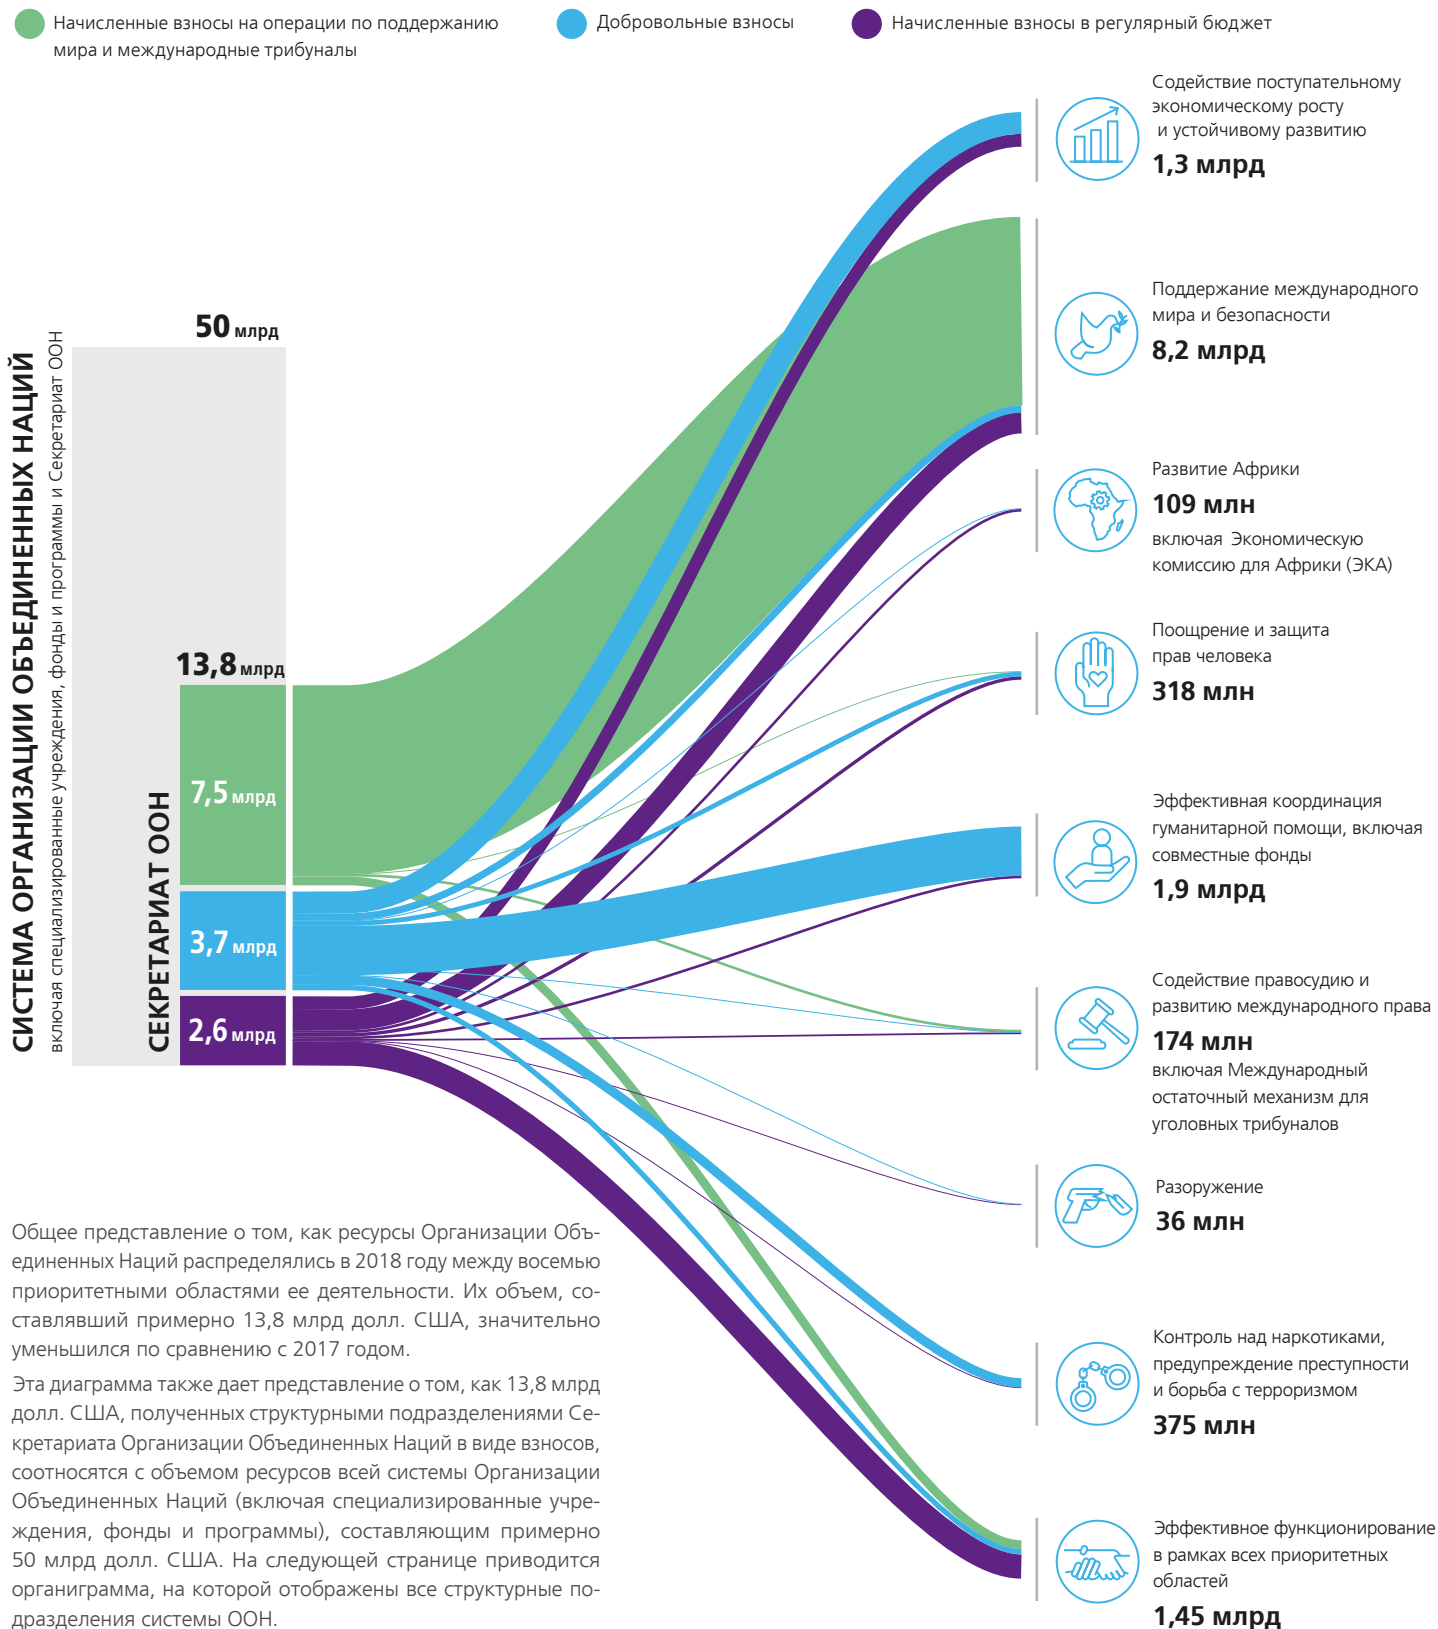 Начисленные взносы на операции по поддержанию
мира и международные трибуналы
Добровольные взносы
Начисленные взносы в регулярный бюджет
СИСТЕМА ОРГАНИЗАЦИИ ОБЪЕДИНЕННЫХ НАЦИЙ
включая специализированные учреждения, фонды и программы и Секретариат ООН
50 млрд
13,8 млрд
СЕКРЕТАРИАТ ООН
7,5 млрд
3,7 млрд
2,6 млрд
Содействие поступательному
экономическому росту
и устойчивому развитию
1,3 млрд
Поддержание международного
мира и безопасности
8,2 млрд
Развитие Африки
109 млн
включая Экономическую
комиссию для Африки (ЭКА)
Поощрение и защита
прав человека
318 млн
Эффективная координация
гуманитарной помощи, включая
совместные фонды
1,9 млрд
Содействие правосудию и
развитию международного права
174 млн
включая Международный
остаточный механизм для
уголовных трибуналов
Разоружение
36 млн
Контроль над наркотиками,
предупреждение преступности
и борьба с терроризмом
375 млн
Эффективное функционирование
в рамках всех приоритетных
областей
1,45 млрд
Общее представление о том, как ресурсы Организации Объ-
единенных Наций распределялись в 2018 году между восемью
приоритетными областями ее деятельности. Их объем, со-
ставлявший примерно 13,8 млрд долл. США, значительно
уменьшился по сравнению с 2017 годом.
Эта диаграмма также дает представление о том, как 13,8 млрд
долл. США, полученных структурными подразделениями Се-
кретариата Организации Объединенных Наций в виде взносов,
соотносятся с объемом ресурсов всей системы Организации
Объединенных Наций (включая специализированные учре-
ждения, фонды и программы), составляющим примерно
50 млрд долл. США. На следующей странице приводится
органиграмма, на которой отображены все структурные по-
дразделения системы ООН.